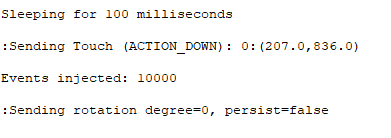 Sleeping for 100 milliseconds
:Sending Touch (ACTION_DOWN): 0:(207.0,836.0)
Events injected: 10000
:Sending rotation degree=0, persist=false